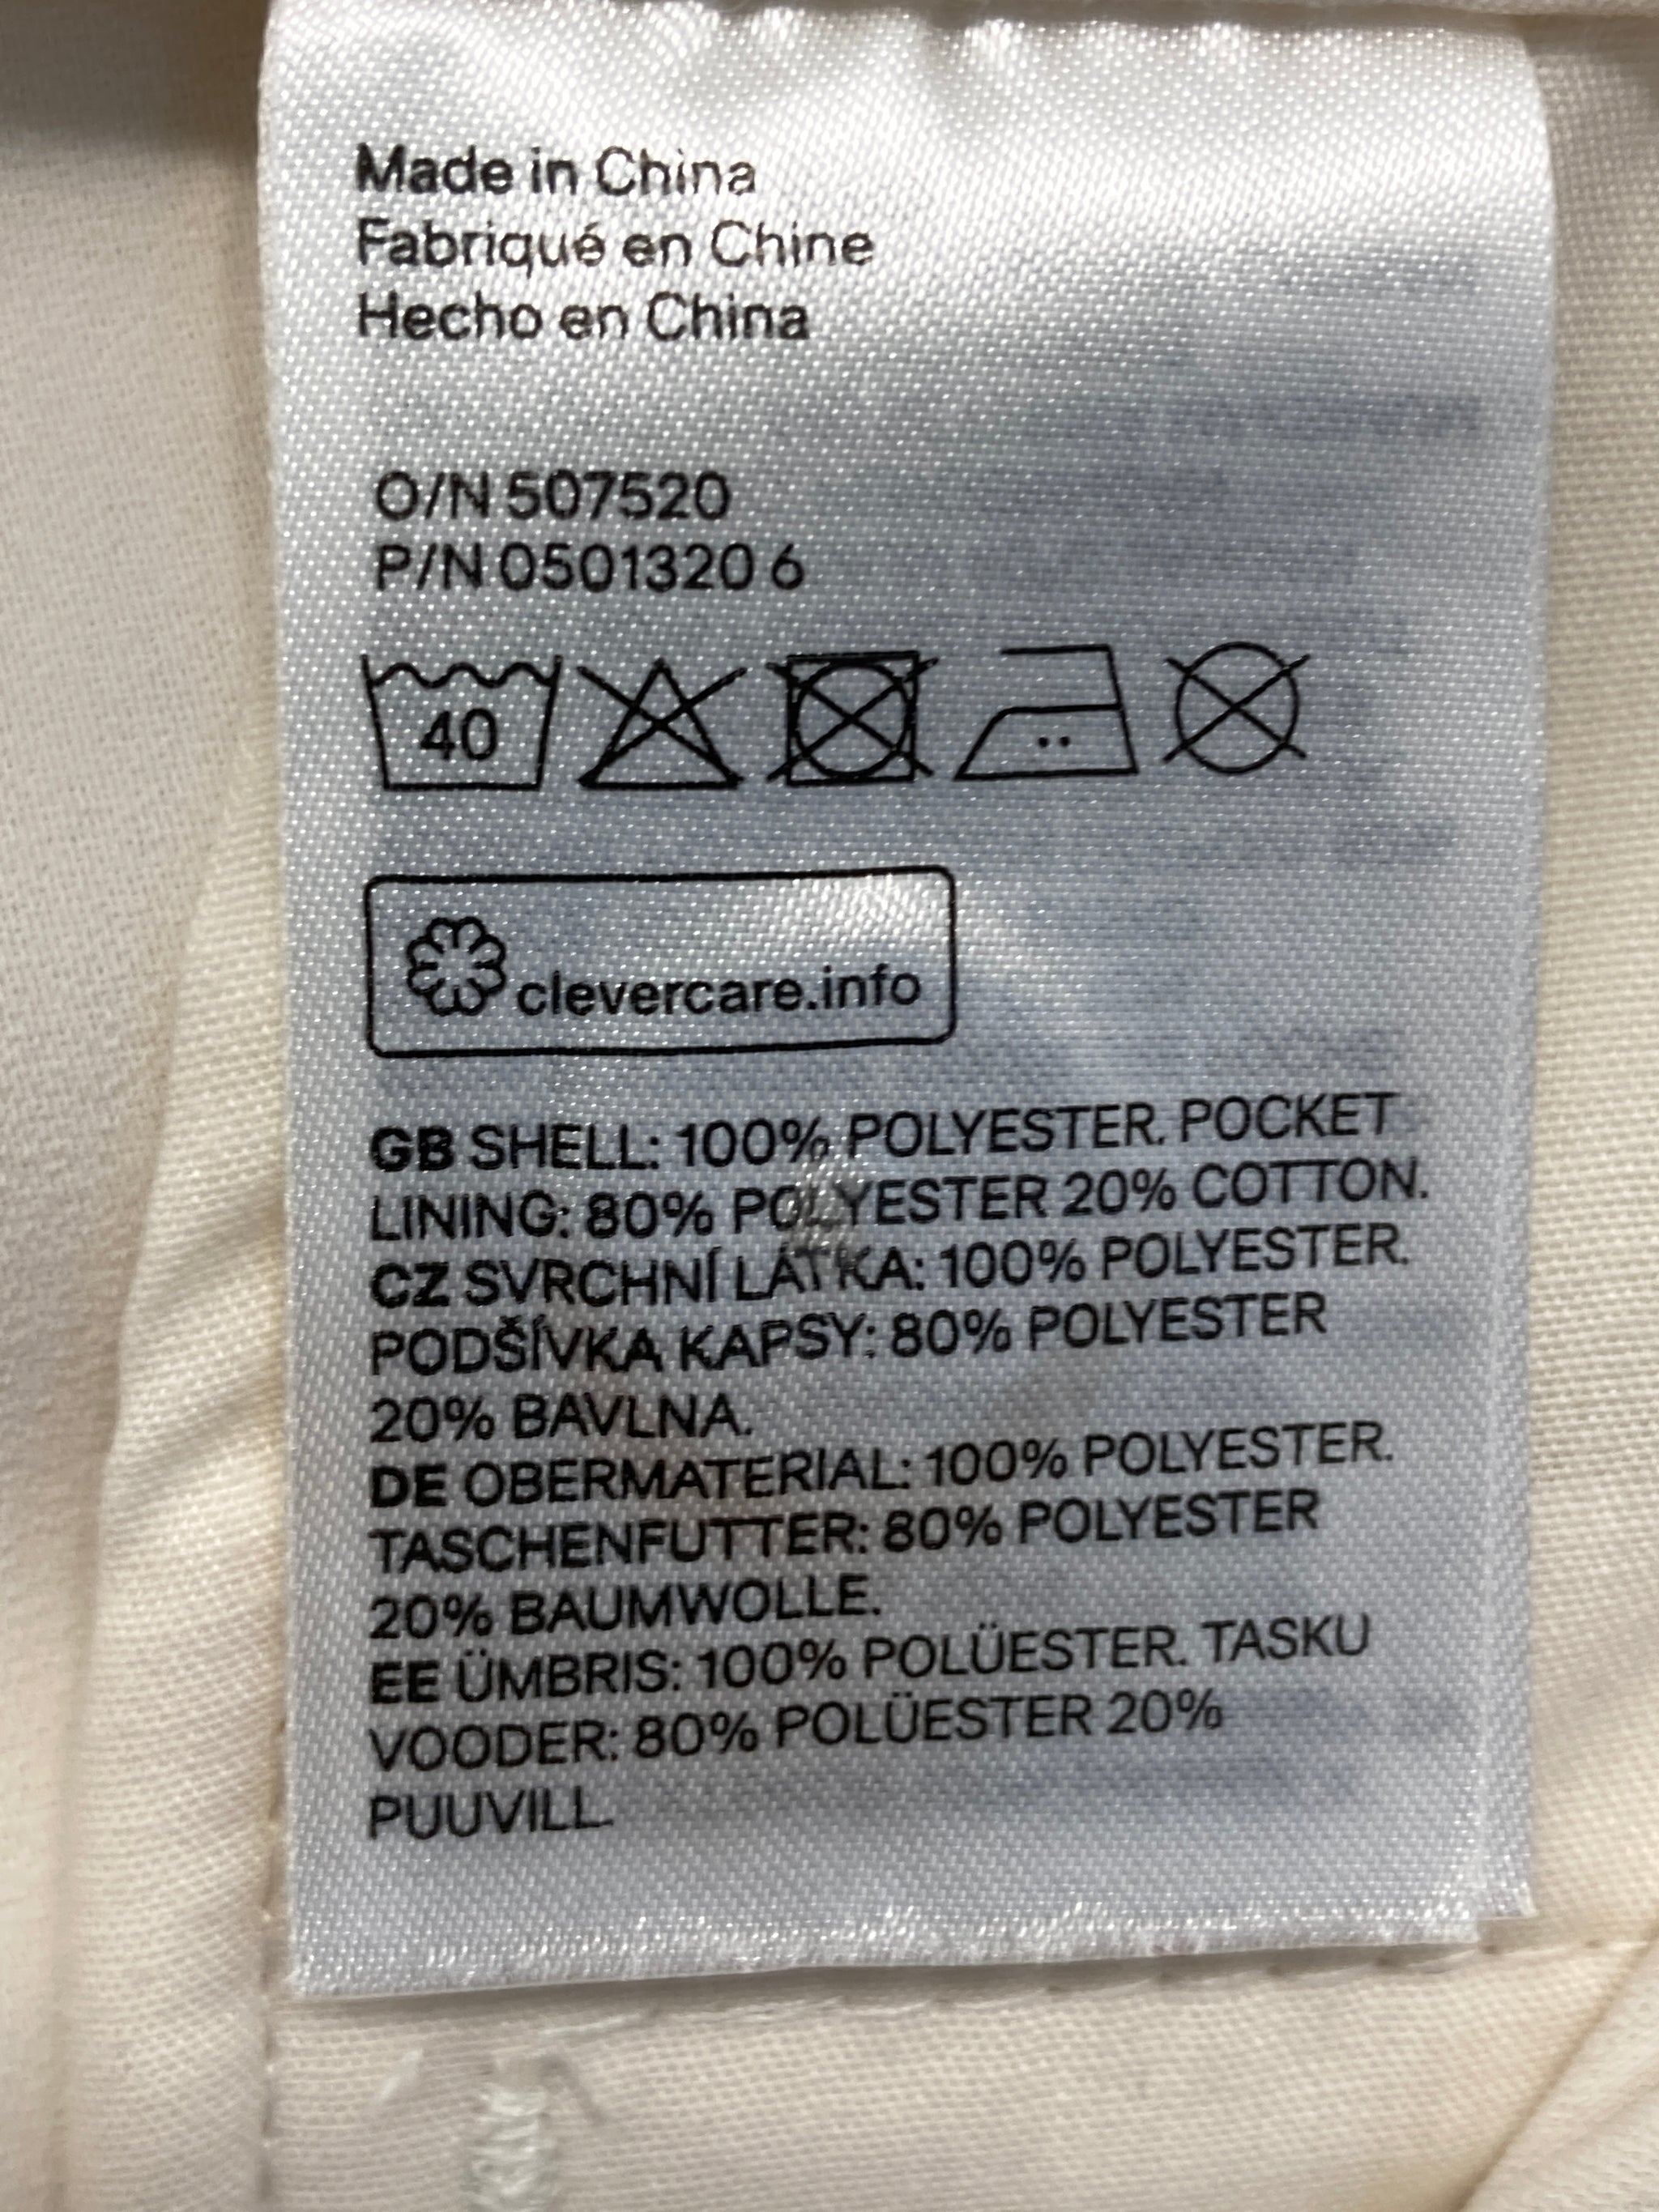 Made in China
Fabriqué en Chine
Hecho en China
O/N 507520
P/N 0501320 6
40
clevercare.info
GB SHELL: 100% POLYESTER. POCKET
LINING: 80% POLYESTER 20% COTTON.
CZ SVRCHNÍ LÁTKA: 100% POLYESTER.
PODŠÍVKA KAPSY: 80% POLYESTER
20% BAVLNA.
DE OBERMATERIAL: 100% POLYESTER.
TASCHENFUTTER: 80% POLYESTER
20% BAUMWOLLE.
EE ÜMBRIS: 100% POLÜESTER. TASKU
VOODER: 80% POLÜESTER 20%
PUUVILL.